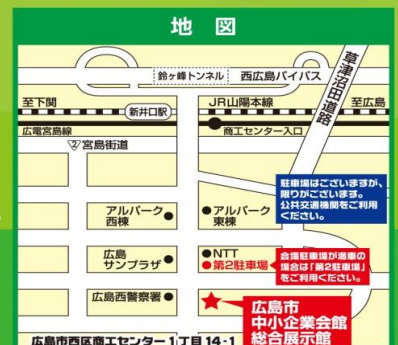 地図
鈴ヶ峰トンネル
西広島バイパス
草津沼田道路
至下関
新井口駅
JR山陽本線
至広島
広電宮島線
商工センター入口
2
宮島街道
駐車場はございますが、
限りがございます。
公共交通機関をご利用
ください。
アルパーク
西棟
アルパーク
東棟
広島
サンプラザ
NTT
第2駐車場
会場駐車場が満車の
場合は「第2駐車場」
をご利用ください。
広島西警察署
広島市
中小企業会館
総合展示館
広島市西区商工センター1丁目14-1